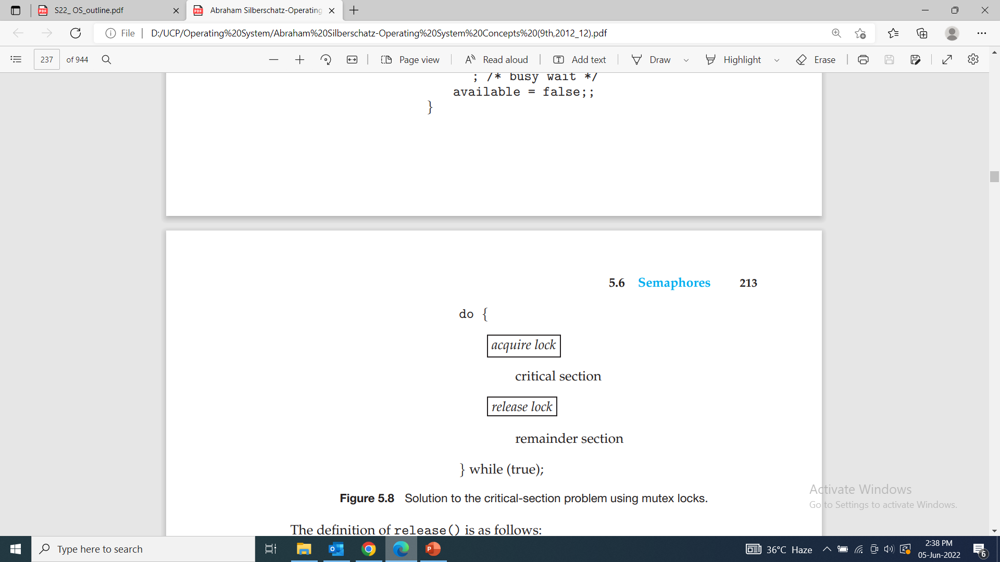 S22_ OS_outline.pdf
Abraham Silberschatz-Operating
File
D:/UCP/Operating%20System/Abraham%20Silberschatz-Operating%20System%20Concepts%20(9th,2012_12).pdf
237 of 944
Page view
Read aloud
Add text
Draw
Highlight
Erase
; /* busy wait */
available = false;;
}
5.6 Semaphores 213
do {
acquire lock
critical section
release lock
remainder section
} while (true);
Figure 5.8 Solution to the critical-section problem using mutex locks.
The definition of release() is as follows:
Activate Windows
Go to Settings to activate Windows.
Type here to search
36°C Haze
2:38 PM
05-Jun-2022
6